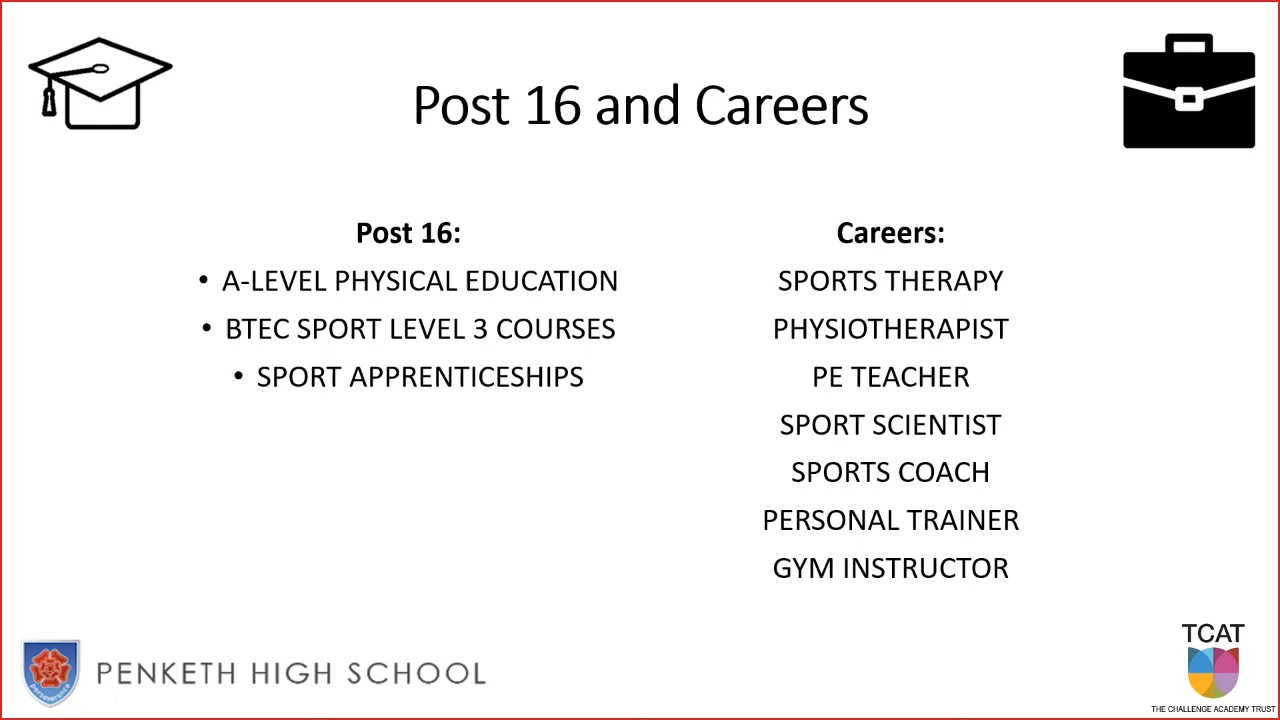 Post 16 and Careers
Post 16:
• A-LEVEL PHYSICAL EDUCATION
• BTEC SPORT LEVEL 3 COURSES
• SPORT APPRENTICESHIPS
Careers:
SPORTS THERAPY
PHYSIOTHERAPIST
PE TEACHER
SPORT SCIENTIST
SPORTS COACH
PERSONAL TRAINER
GYM INSTRUCTOR
perseverance
PENKETH HIGH SCHOOL
TCAT
THE CHALLENGE ACADEMY TRUST